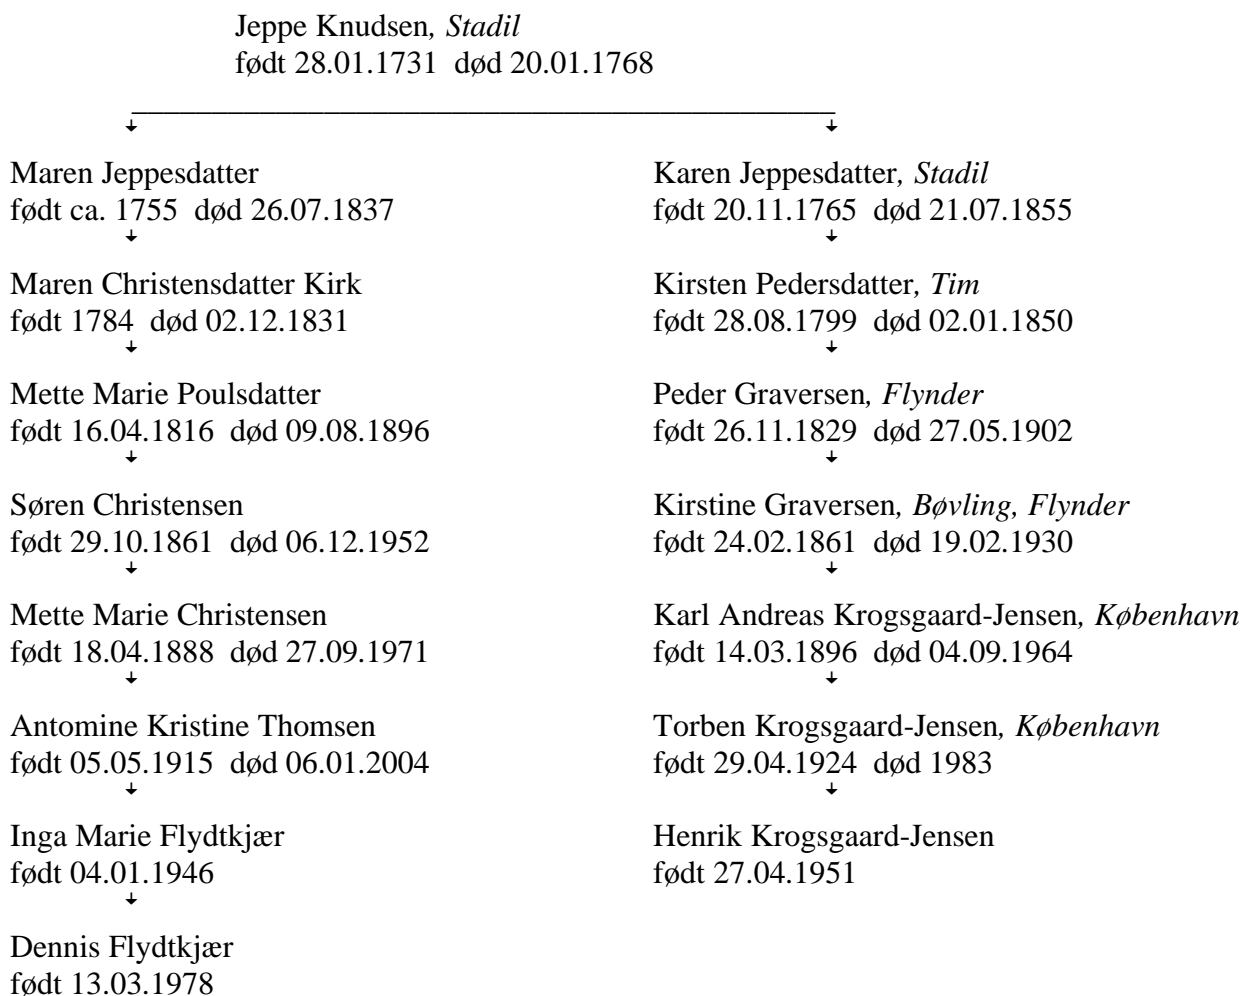 Jeppe Knudsen, Stadil
født 28.01.1731 død 20.01.1768
Maren Jeppesdatter
født ca. 1755 død 26.07.1837
Karen Jeppesdatter, Stadil
født 20.11.1765 død 21.07.1855
Maren Christensdatter Kirk
født 1784 død 02.12.1831
Kirsten Pedersdatter, Tim
født 28.08.1799 død 02.01.1850
Mette Marie Poulsdatter
født 16.04.1816 død 09.08.1896
Peder Graversen, Flynder
født 26.11.1829 død 27.05.1902
Søren Christensen
født 29.10.1861 død 06.12.1952
Kirstine Graversen, Bøvling, Flynder
født 24.02.1861 død 19.02.1930
Mette Marie Christensen
født 18.04.1888 død 27.09.1971
Karl Andreas Krogsgaard-Jensen, København
født 14.03.1896 død 04.09.1964
Antomine Kristine Thomsen
født 05.05.1915 død 06.01.2004
Torben Krogsgaard-Jensen, København
født 29.04.1924 død 1983
Inga Marie Flydtkjær
født 04.01.1946
Henrik Krogsgaard-Jensen
født 27.04.1951
Dennis Flydtkjær
født 13.03.1978